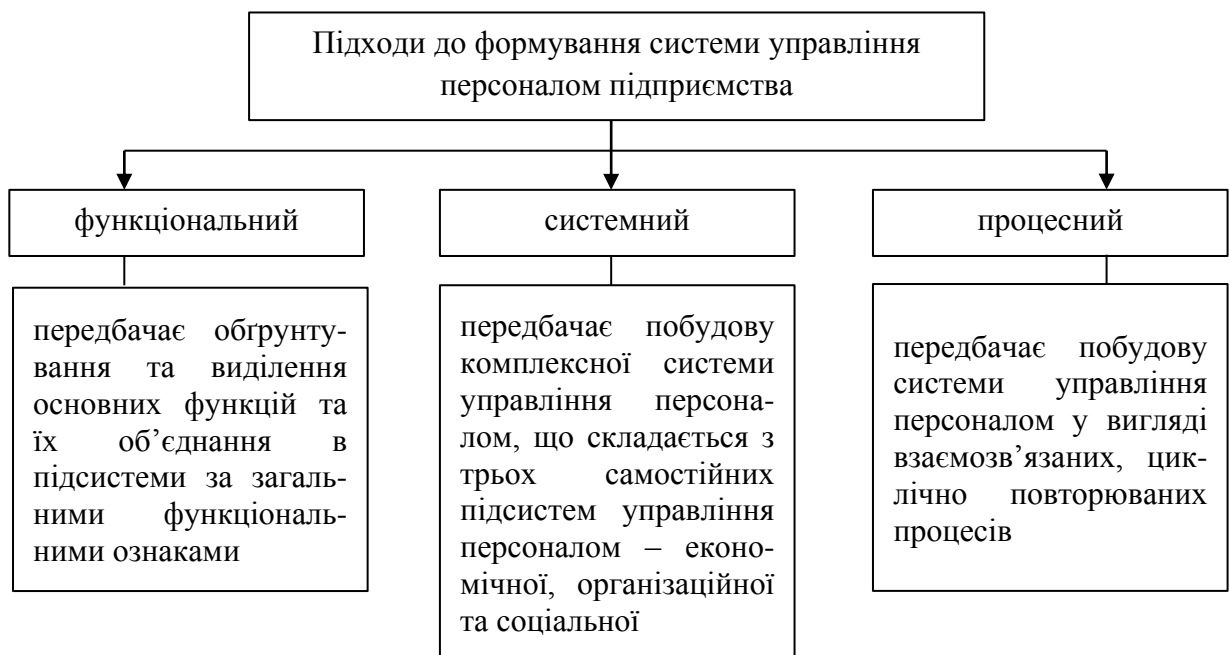 Підходи до формування системи управління
персоналом підприємства
функціональний
передбачає обґрунту-
вання та виділення
основних функцій та
їх об’єднання в
підсистеми за загаль-
ними функціональ-
ними ознаками
системний
передбачає побудову
комплексної системи
управління персона-
лом, що складається з
трьох самостійних
підсистем управління
персоналом – еконо-
мічної, організаційної
та соціальної
процесний
передбачає побудову
системи управління
персоналом у вигляді
взаємозв’язаних, цик-
лічно повторюваних
процесів